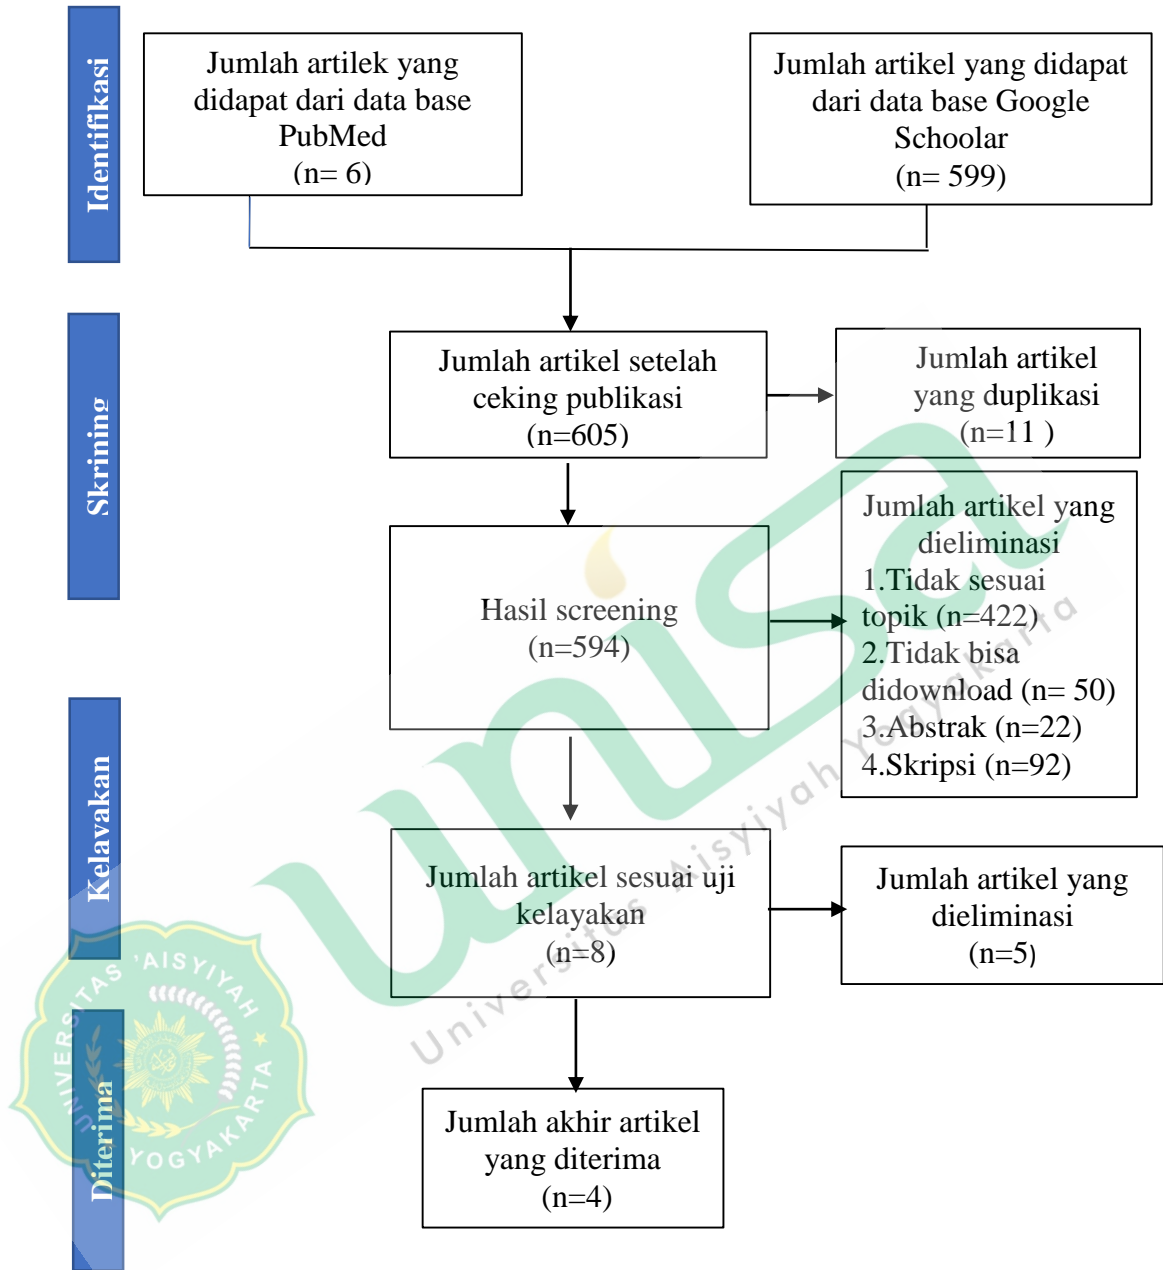 Identifikasi
Jumlah artilek yang
didapat dari data base
PubMed
(n= 6)
Jumlah artikel yang didapat
dari data base Google
Schoolar
(n= 599)
Skrining
Jumlah artikel setelah
ceking publikasi
(n=605)
Jumlah artikel
yang duplikasi
(n=11 )
Hasil screening
(n=594)
Jumlah artikel yang
dieliminasi
1.Tidak sesuai
topik (n=422)
2.Tidak bisa
didownload (n= 50)
3.Abstrak (n=22)
4.Skripsi (n=92)
Kelayakan
Jumlah artikel sesuai uji
kelayakan
(n=8)
Jumlah artikel yang
dieliminasi
(n=5)
Diterima
Jumlah akhir artikel
yang diterima
(n=4)
unisa
Universitas Aisyiyah Yogyakarta
UNIVERSITAS 'AISYIYAH
YOGYAKARTA